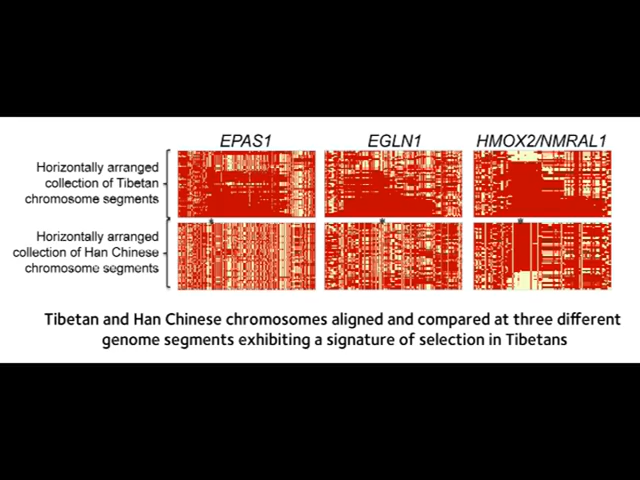 EPAS1 EGLN1 HMOX2/NMRAL1
Horizontally arranged
collection of Tibetan
chromosome segments
Horizontally arranged
collection of Han Chinese
chromosome segments
* * *
Tibetan and Han Chinese chromosomes aligned and compared at three different
genome segments exhibiting a signature of selection in Tibetans